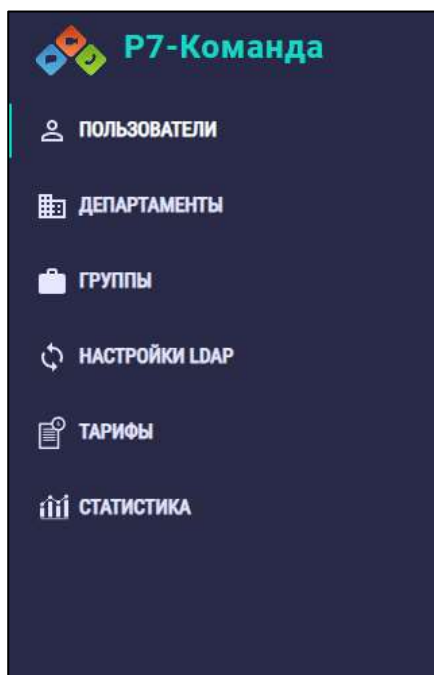 Р7-Команда
ПОЛЬЗОВАТЕЛИ
ДЕПАРТАМЕНТЫ
ГРУППЫ
НАСТРОЙКИ LDAP
ТАРИФЫ
СТАТИСТИКА